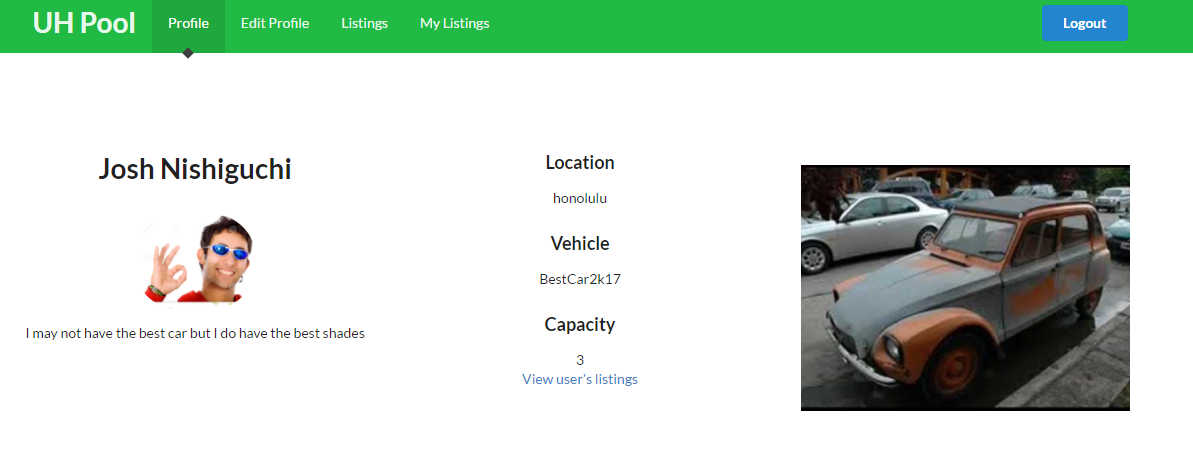 UH Pool
Profile
Edit Profile
Listings
My Listings
Logout
Josh Nishiguchi
I may not have the best car but I do have the best shades
Location
honolulu
Vehicle
BestCar2k17
Capacity
3
View user's listings